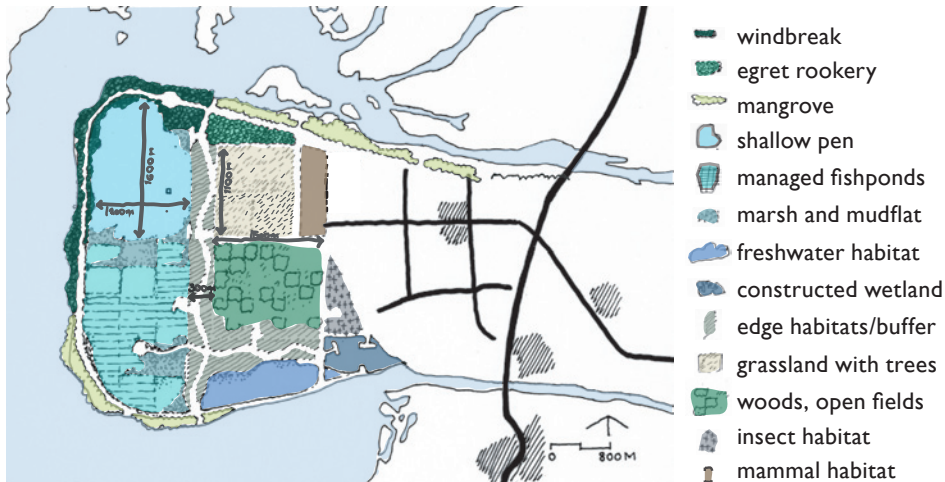 windbreak
egret rookery
mangrove
shallow pen
managed fishponds
marsh and mudflat
freshwater habitat
constructed wetland
edge habitats/buffer
grassland with trees
woods, open fields
insect habitat
mammal habitat
1600m
1100m
300m
0 800M